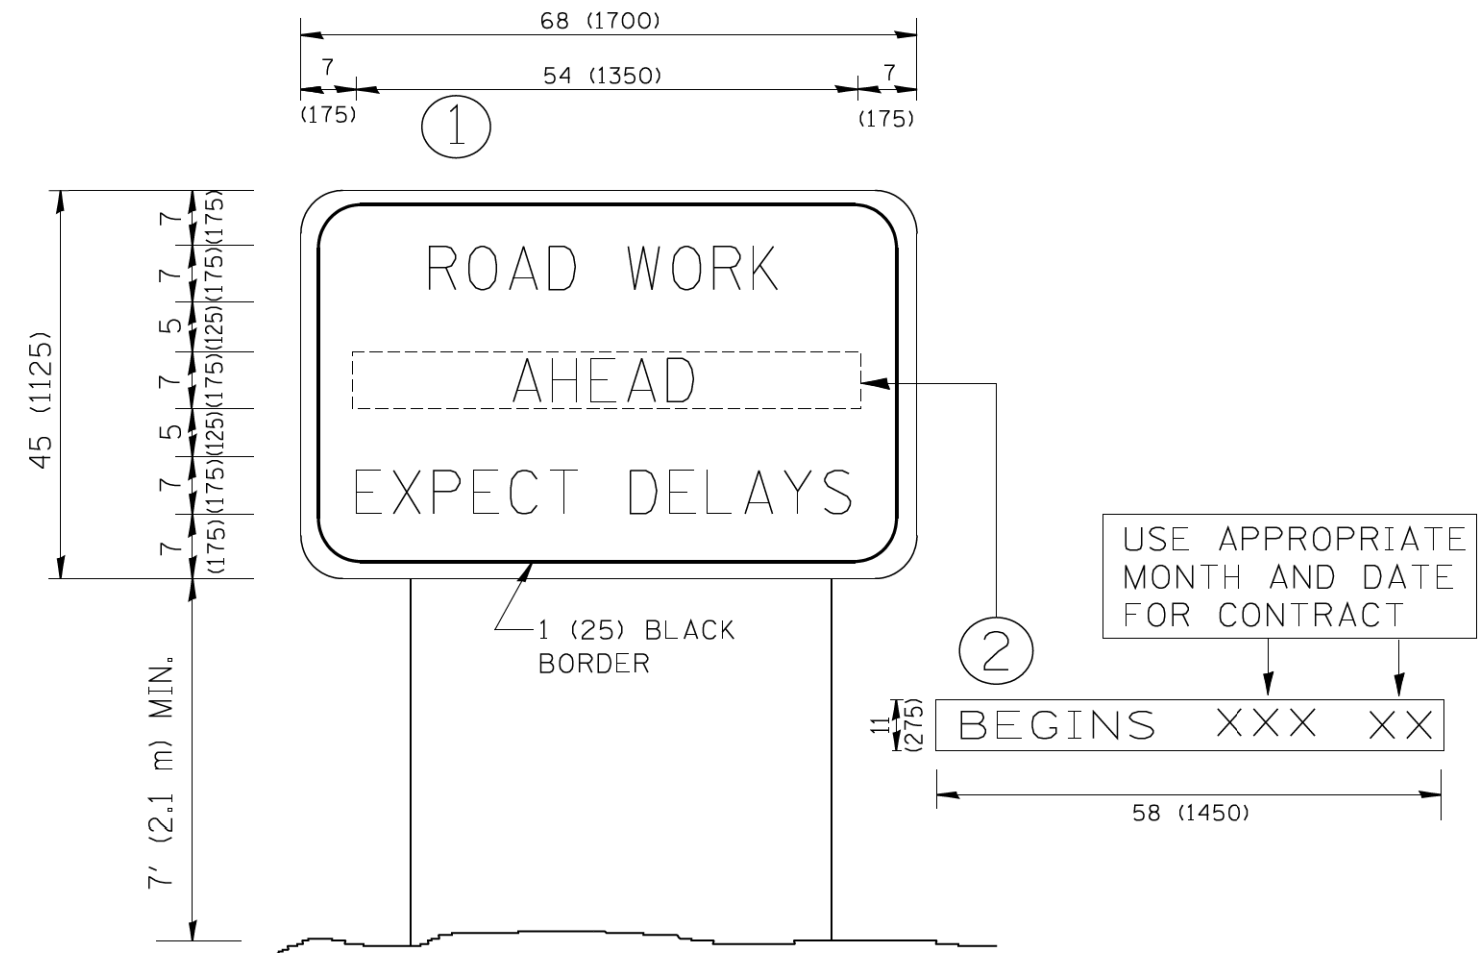 68 (1700)
7
54 (1350)
7
(175)
(175)
1
7
(175)
7
(175)
5
(125)
7
(175)
5
(125)
7
(175)
7
(175)
45 (1125)
ROAD WORK
AHEAD
EXPECT DELAYS
1 (25) BLACK
BORDER
7' (2.1 m) MIN.
USE APPROPRIATE
MONTH AND DATE
FOR CONTRACT
2
11
(275)
BEGINS XXX XX
58 (1450)